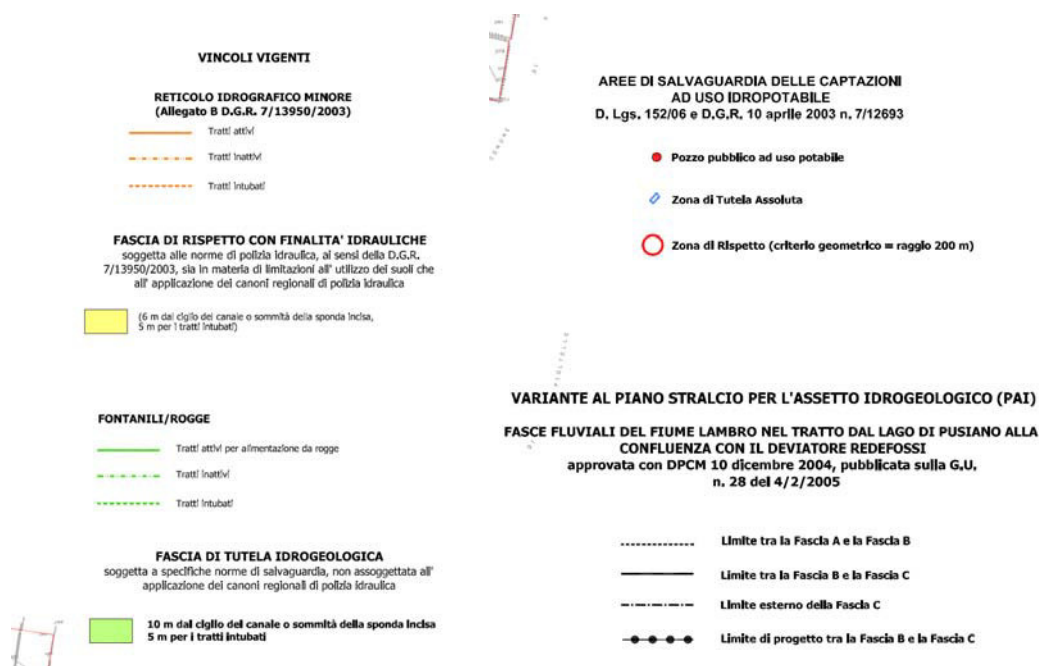 VINCOLI VIGENTI
RETICOLO IDROGRAFICO MINORE
(Allegato B D.G.R. 7/13950/2003)
Tratti attivi
Tratti inattivi
Tratti intubati
FASCIA DI RISPETTO CON FINALITA' IDRAULICHE
soggetta alle norme di polizia idraulica, ai sensi della D.G.R.
7/13950/2003, sia in materia di limitazioni all' utilizzo dei suoli che
all' applicazione dei canoni regionali di polizia idraulica
(6 m dal ciglio del canale o sommità della sponda incisa,
5 m per i tratti intubati)
FONTANILI/ROGGE
Tratti attivi per alimentazione da rogge
Tratti inattivi
Tratti intubati
FASCIA DI TUTELA IDROGEOLOGICA
soggetta a specifiche norme di salvaguardia, non assoggettata all'
applicazione dei canoni regionali di polizia idraulica
10 m dal ciglio del canale o sommità della sponda incisa
5 m per i tratti intubati
AREE DI SALVAGUARDIA DELLE CAPTAZIONI
AD USO IDROPOTABILE
D. Lgs. 152/06 e D.G.R. 10 aprile 2003 n. 7/12693
Pozzo pubblico ad uso potabile
Zona di Tutela Assoluta
Zona di Rispetto (criterio geometrico = raggio 200 m)
COMUNE
PIOLTELLO
VARIANTE AL PIANO STRALCIO PER L'ASSETTO IDROGEOLOGICO (PAI)
FASCE FLUVIALI DEL FIUME LAMBRO NEL TRATTO DAL LAGO DI PUSIANO ALLA
CONFLUENZA CON IL DEVIATORE REDEFOSSI
approvata con DPCM 10 dicembre 2004, pubblicata sulla G.U.
n. 28 del 4/2/2005
Limite tra la Fascia A e la Fascia B
Limite tra la Fascia B e la Fascia C
Limite esterno della Fascia C
Limite di progetto tra la Fascia B e la Fascia C